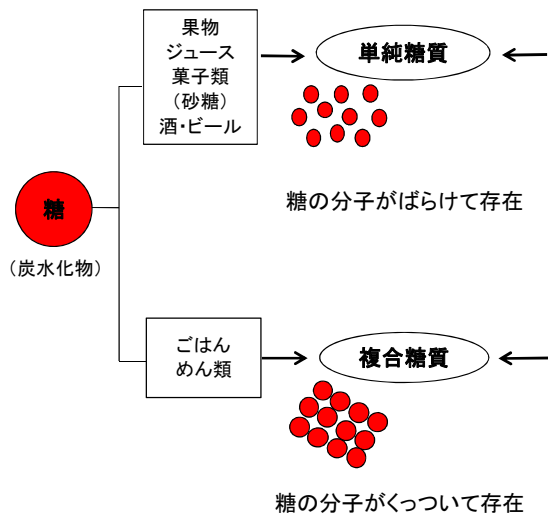 果物
ジュース
菓子類
（砂糖）
酒・ビール
単純糖質
糖の分子がばらけて存在
糖
（炭水化物）
ごはん
めん類
複合糖質
糖の分子がくっついて存在